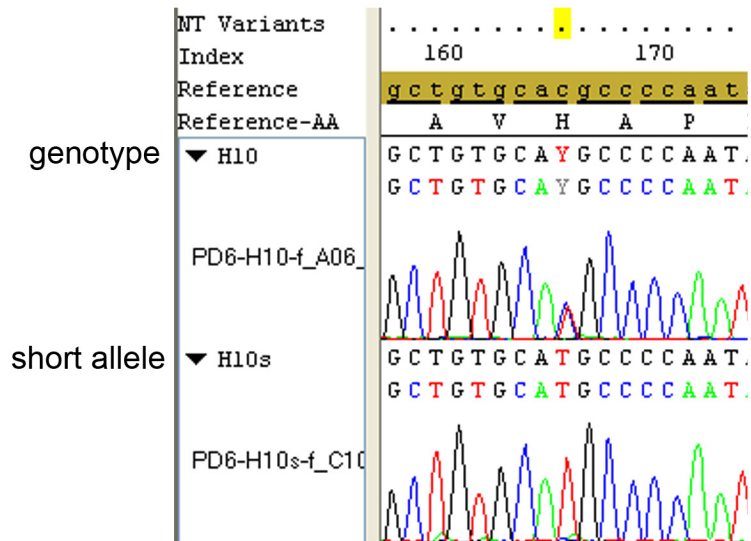 NT Variants . . . . . . . . . . . . . . . . .
Index 160 170
Reference gctgtgcacgccccaat
Reference-AA A V H A P
genotype ▼ H10 GCTGTGCAYGCCCCAAT
GCTGTGCAYGCCCCAAT
PD6-H10-f_A06_
short allele ▼ H10s GCTGTGCATGCCCCAAT
GCTGTGCATGCCCCAAT
PD6-H10s-f_C10